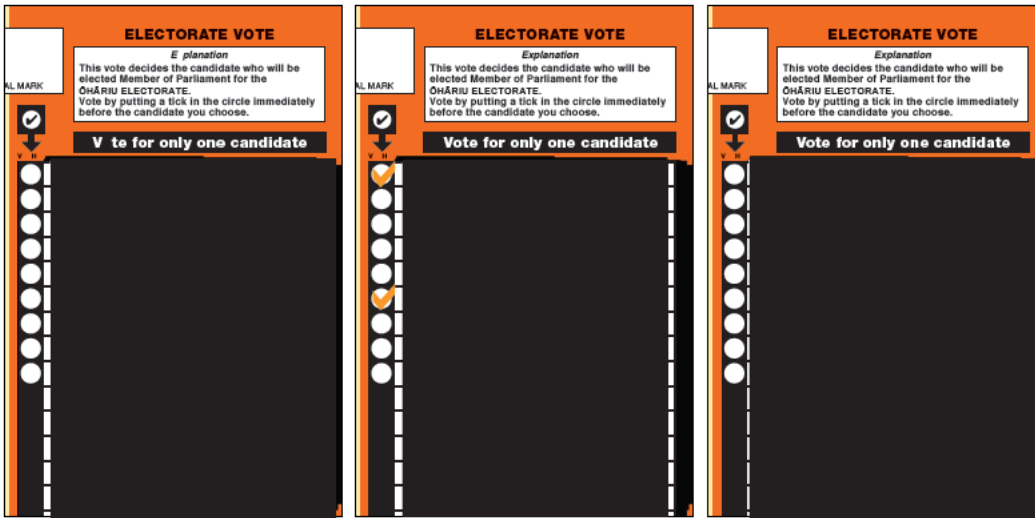 ELECTORATE VOTE
E planation
This vote decides the candidate who will be
elected Member of Parliament for the
ŌHĀRIU ELECTORATE.
Vote by putting a tick in the circle immediately
before the candidate you choose.
AL MARK
V te for only one candidate
V H
ELECTORATE VOTE
Explanation
This vote decides the candidate who will be
elected Member of Parliament for the
ŌHĀRIU ELECTORATE.
Vote by putting a tick in the circle immediately
before the candidate you choose.
AL MARK
Vote for only one candidate
V H
ELECTORATE VOTE
Explanation
This vote decides the candidate who will be
elected Member of Parliament for the
ŌHĀRIU ELECTORATE.
Vote by putting a tick in the circle immediately
before the candidate you choose.
AL MARK
Vote for only one candidate
V H